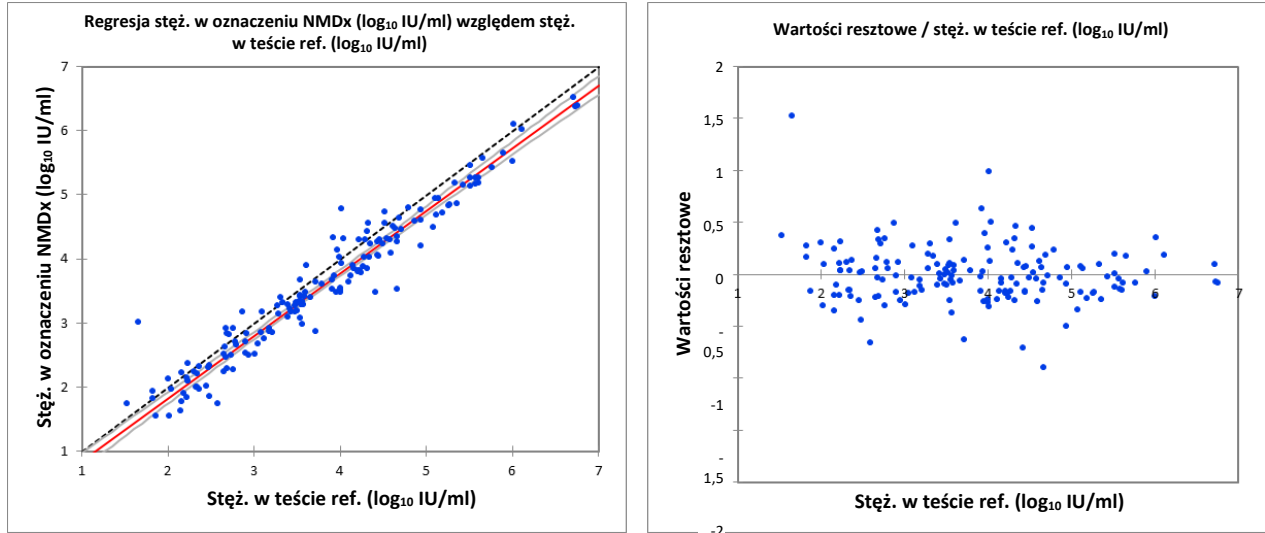 Regresja stęż. w oznaczeniu NMDx (log₁₀ IU/ml) względem stęż.
w teście ref. (log₁₀ IU/ml)
Stęż. w oznaczeniu NMDx (log₁₀ IU/ml)
7
6
5
4
3
2
1
1 2 3 4 5 6 7
Stęż. w teście ref. (log₁₀ IU/ml)
Wartości resztowe / stęż. w teście ref. (log₁₀ IU/ml)
Wartości resztowe
2
1,5
1
0,5
0
-
0,5
-1
-
1,5
-2
1 2 3 4 5 6 7
Stęż. w teście ref. (log₁₀ IU/ml)